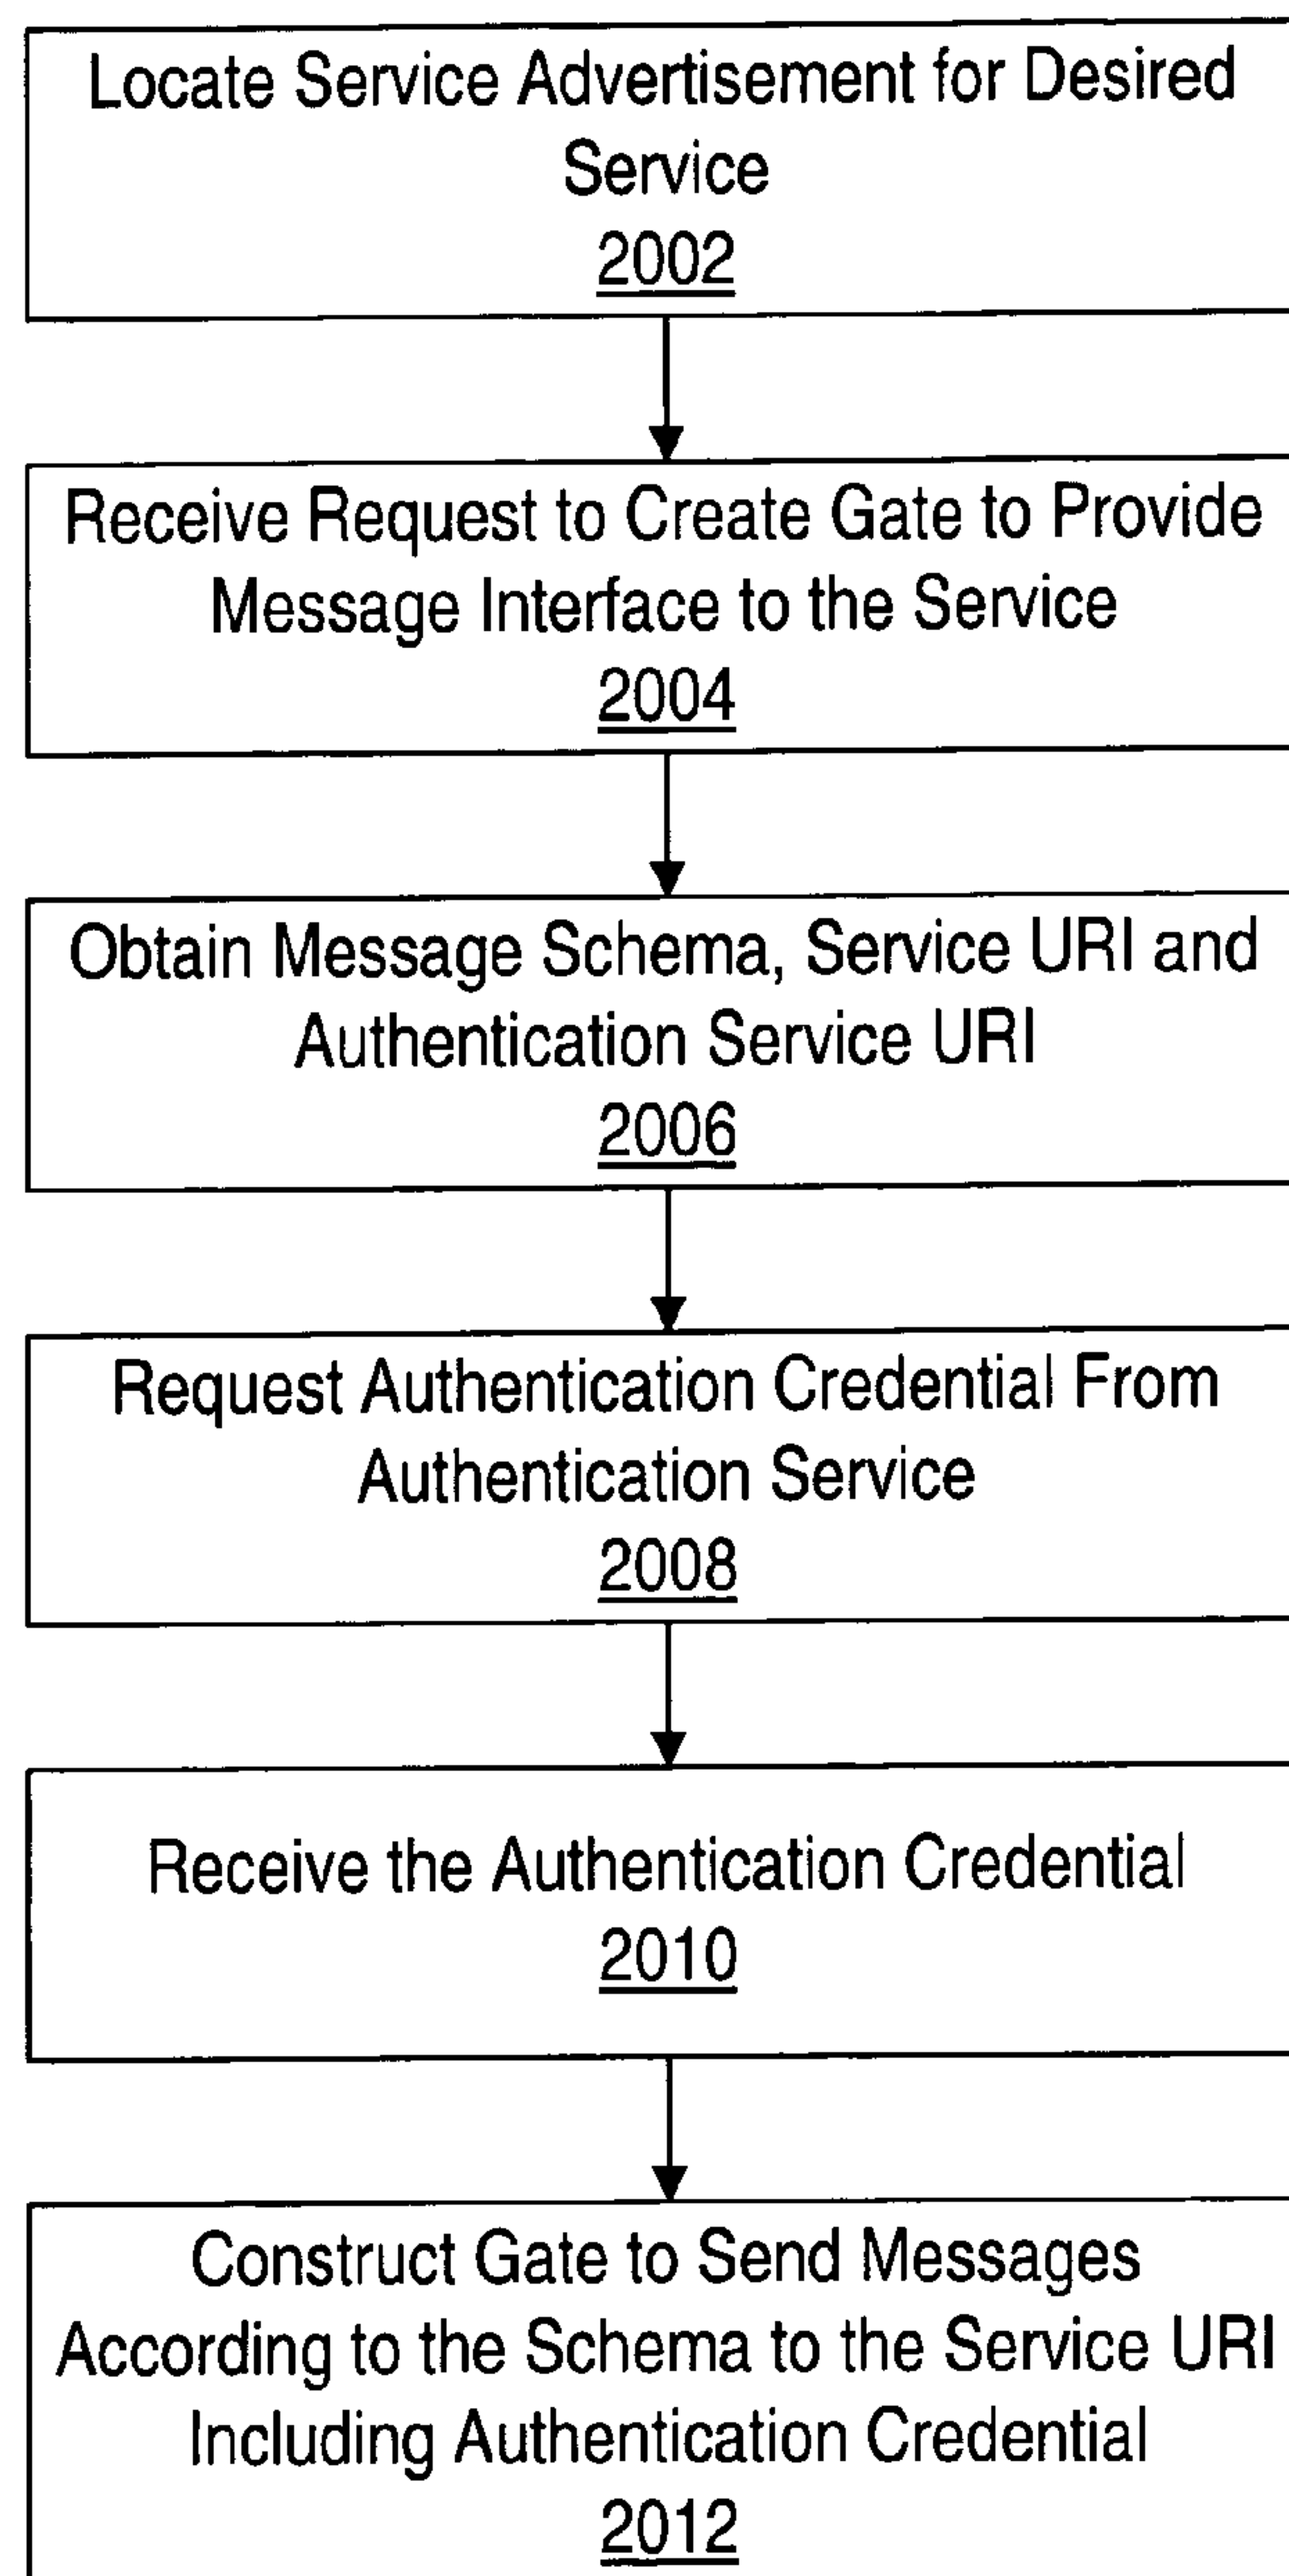 Locate Service Advertisement for Desired
Service
2002
Receive Request to Create Gate to Provide
Message Interface to the Service
2004
Obtain Message Schema, Service URI and
Authentication Service URI
2006
Request Authentication Credential From
Authentication Service
2008
Receive the Authentication Credential
2010
Construct Gate to Send Messages
According to the Schema to the Service URI
Including Authentication Credential
2012